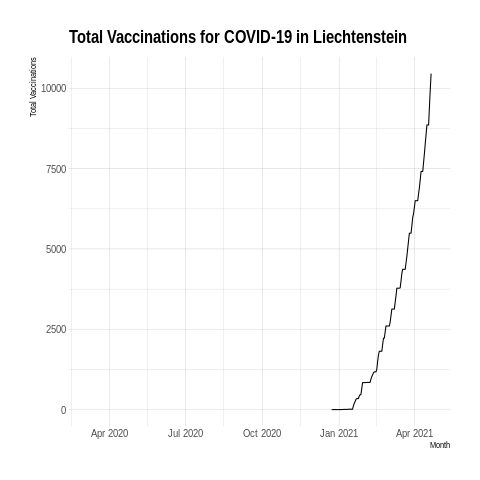 Total Vaccinations for COVID-19 in Liechtenstein
Total Vaccinations
10000
7500
5000
2500
0
Apr 2020 Jul 2020 Oct 2020 Jan 2021 Apr 2021
Month